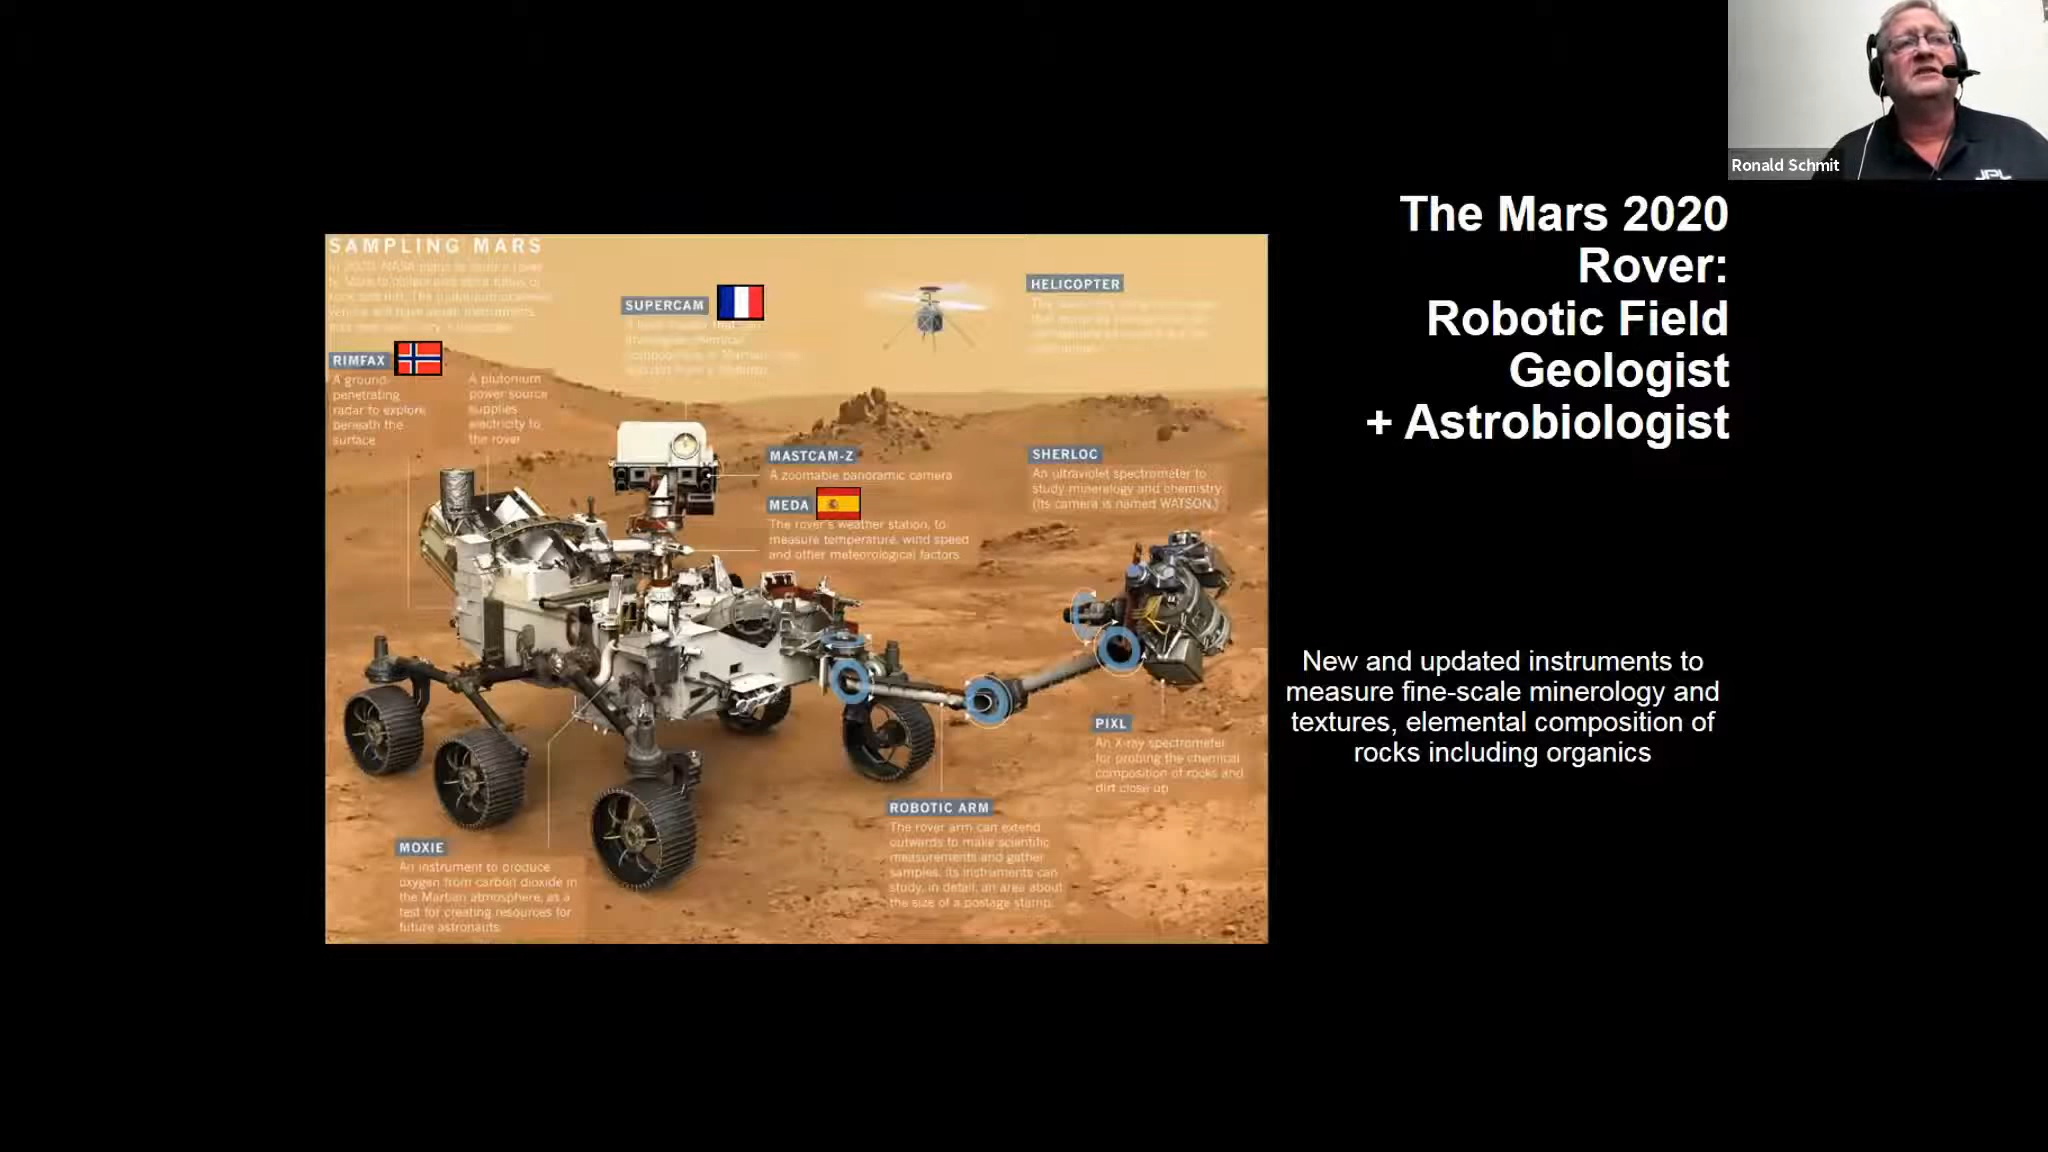 Ronald Schmit
JPL
The Mars 2020
Rover:
Robotic Field
Geologist
+ Astrobiologist
New and updated instruments to
measure fine-scale minerology and
textures, elemental composition of
rocks including organics
SAMPLING MARS
RIMFAX
A ground-
penetrating
radar to explore
beneath the
surface
A plutonium
power source
supplies
electricity to
the rover
SUPERCAM
HELICOPTER
MASTCAM-Z
A zoomable panoramic camera
MEDA
The rover's weather station, to
measure temperature, wind speed
and other meteorological factors
SHERLOC
An ultraviolet spectrometer to
study mineralogy and chemistry.
(Its camera is named WATSON.)
PIXL
An X-ray spectrometer
for probing the chemical
composition of rocks and
dirt close up
ROBOTIC ARM
The rover arm can extend
outwards to make scientific
measurements and gather
samples. Its instruments can
study, in detail, an area about
the size of a postage stamp.
MOXIE
An instrument to produce
oxygen from carbon dioxide in
the Martian atmosphere, as a
test for creating resources for
future astronauts.